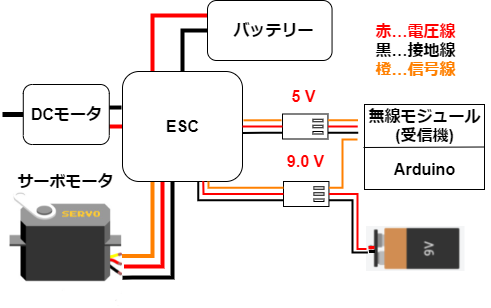 バッテリー
赤…電圧線
黒…接地線
橙…信号線
DCモータ
ESC
5 V
無線モジュール
(受信機)
9.0 V
Arduino
サーボモータ
SERVO
9V